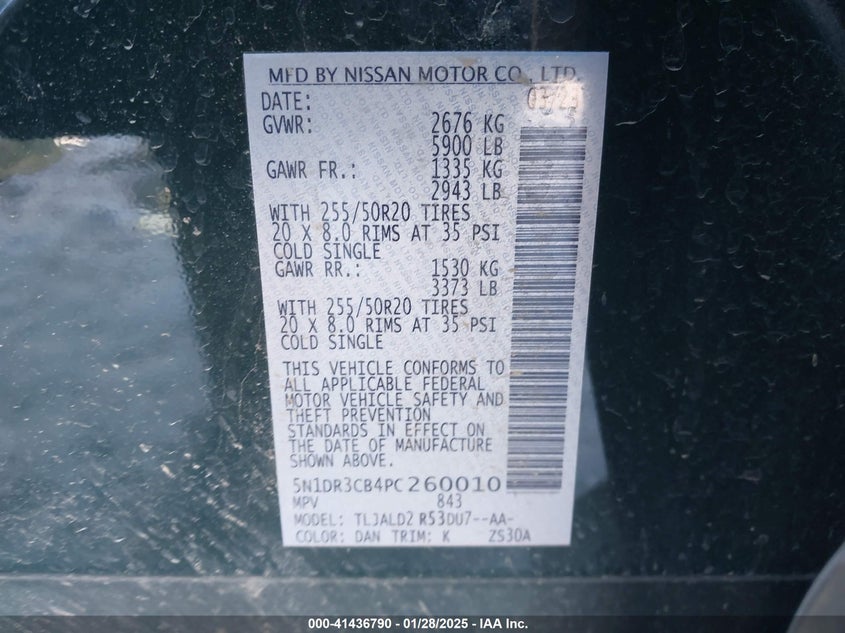 MFD BY NISSAN MOTOR CO., LTD.
DATE: 03/23
GVWR: 2676 KG
5900 LB
GAWR FR.: 1335 KG
2943 LB
WITH 255/50R20 TIRES
20 X 8.0 RIMS AT 35 PSI
COLD SINGLE
GAWR RR.: 1530 KG
3373 LB
WITH 255/50R20 TIRES
20 X 8.0 RIMS AT 35 PSI
COLD SINGLE
THIS VEHICLE CONFORMS TO
ALL APPLICABLE FEDERAL
MOTOR VEHICLE SAFETY AND
THEFT PREVENTION
STANDARDS IN EFFECT ON
THE DATE OF MANUFACTURE
SHOWN ABOVE.
5N1DR3CB4PC260010
MPV 843
MODEL: TLJALD2 R53DU7--AA-
COLOR: DAN TRIM: K ZS30A
000-41436790 / 01/28/2025 - IAA Inc.